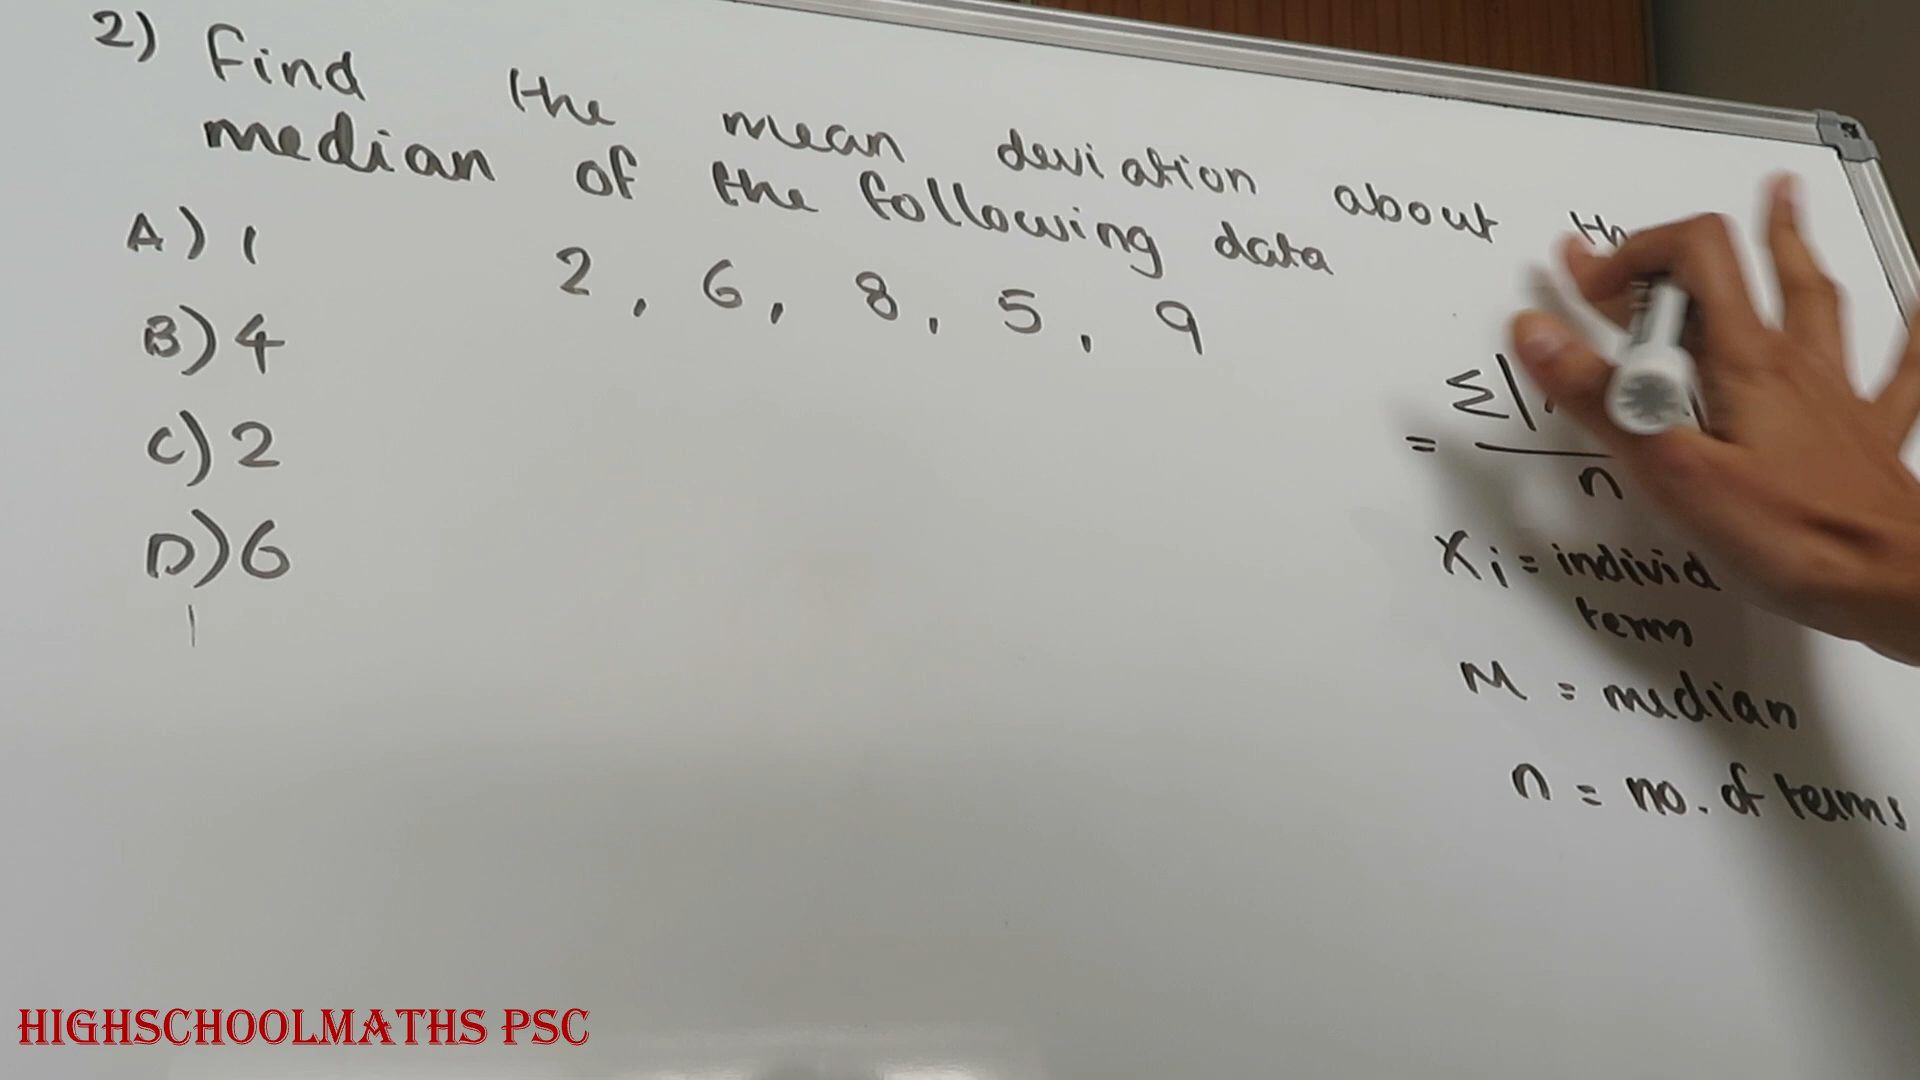 2) Find the mean deviation about
median of the following data
2, 6, 8, 5, 9
A) 1
B) 4
C) 2
D) 6
= Σ|
n
xi = individ
term
M = median
n = no. of terms
HIGHSCHOOLMATHS PSC